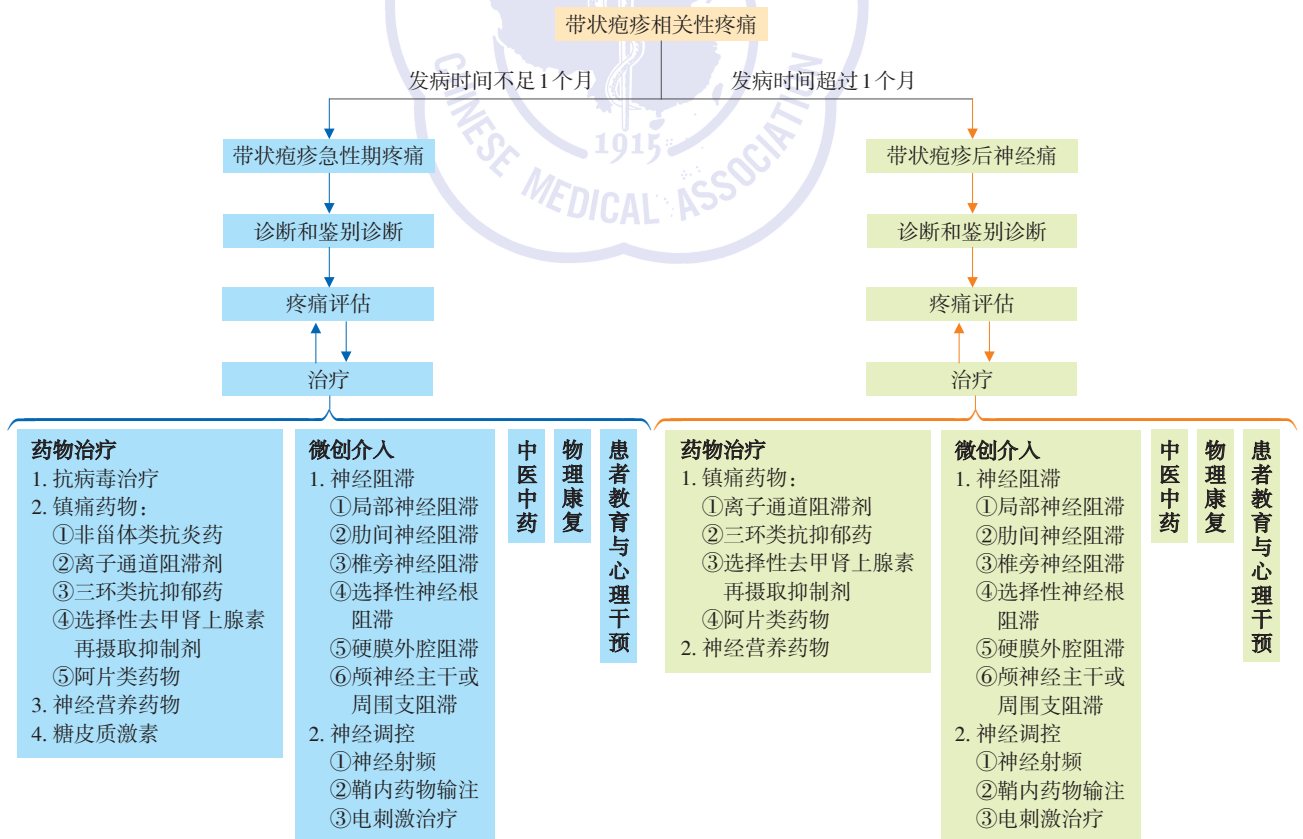 带状疱疹相关性疼痛
发病时间不足1个月
发病时间超过1个月
CHINESE MEDICAL ASSOCIATION
1915
带状疱疹急性期疼痛
诊断和鉴别诊断
疼痛评估
治疗
药物治疗
1. 抗病毒治疗
2. 镇痛药物：
①非甾体类抗炎药
②离子通道阻滞剂
③三环类抗抑郁药
④选择性去甲肾上腺素
再摄取抑制剂
⑤阿片类药物
3. 神经营养药物
4. 糖皮质激素
微创介入
1. 神经阻滞
①局部神经阻滞
②肋间神经阻滞
③椎旁神经阻滞
④选择性神经根
阻滞
⑤硬膜外腔阻滞
⑥颅神经主干或
周围支阻滞
2. 神经调控
①神经射频
②鞘内药物输注
③电刺激治疗
中医中药
物理康复
患者教育与心理干预
带状疱疹后神经痛
诊断和鉴别诊断
疼痛评估
治疗
药物治疗
1. 镇痛药物：
①离子通道阻滞剂
②三环类抗抑郁药
③选择性去甲肾上腺素
再摄取抑制剂
④阿片类药物
2. 神经营养药物
微创介入
1. 神经阻滞
①局部神经阻滞
②肋间神经阻滞
③椎旁神经阻滞
④选择性神经根
阻滞
⑤硬膜外腔阻滞
⑥颅神经主干或
周围支阻滞
2. 神经调控
①神经射频
②鞘内药物输注
③电刺激治疗
中医中药
物理康复
患者教育与心理干预